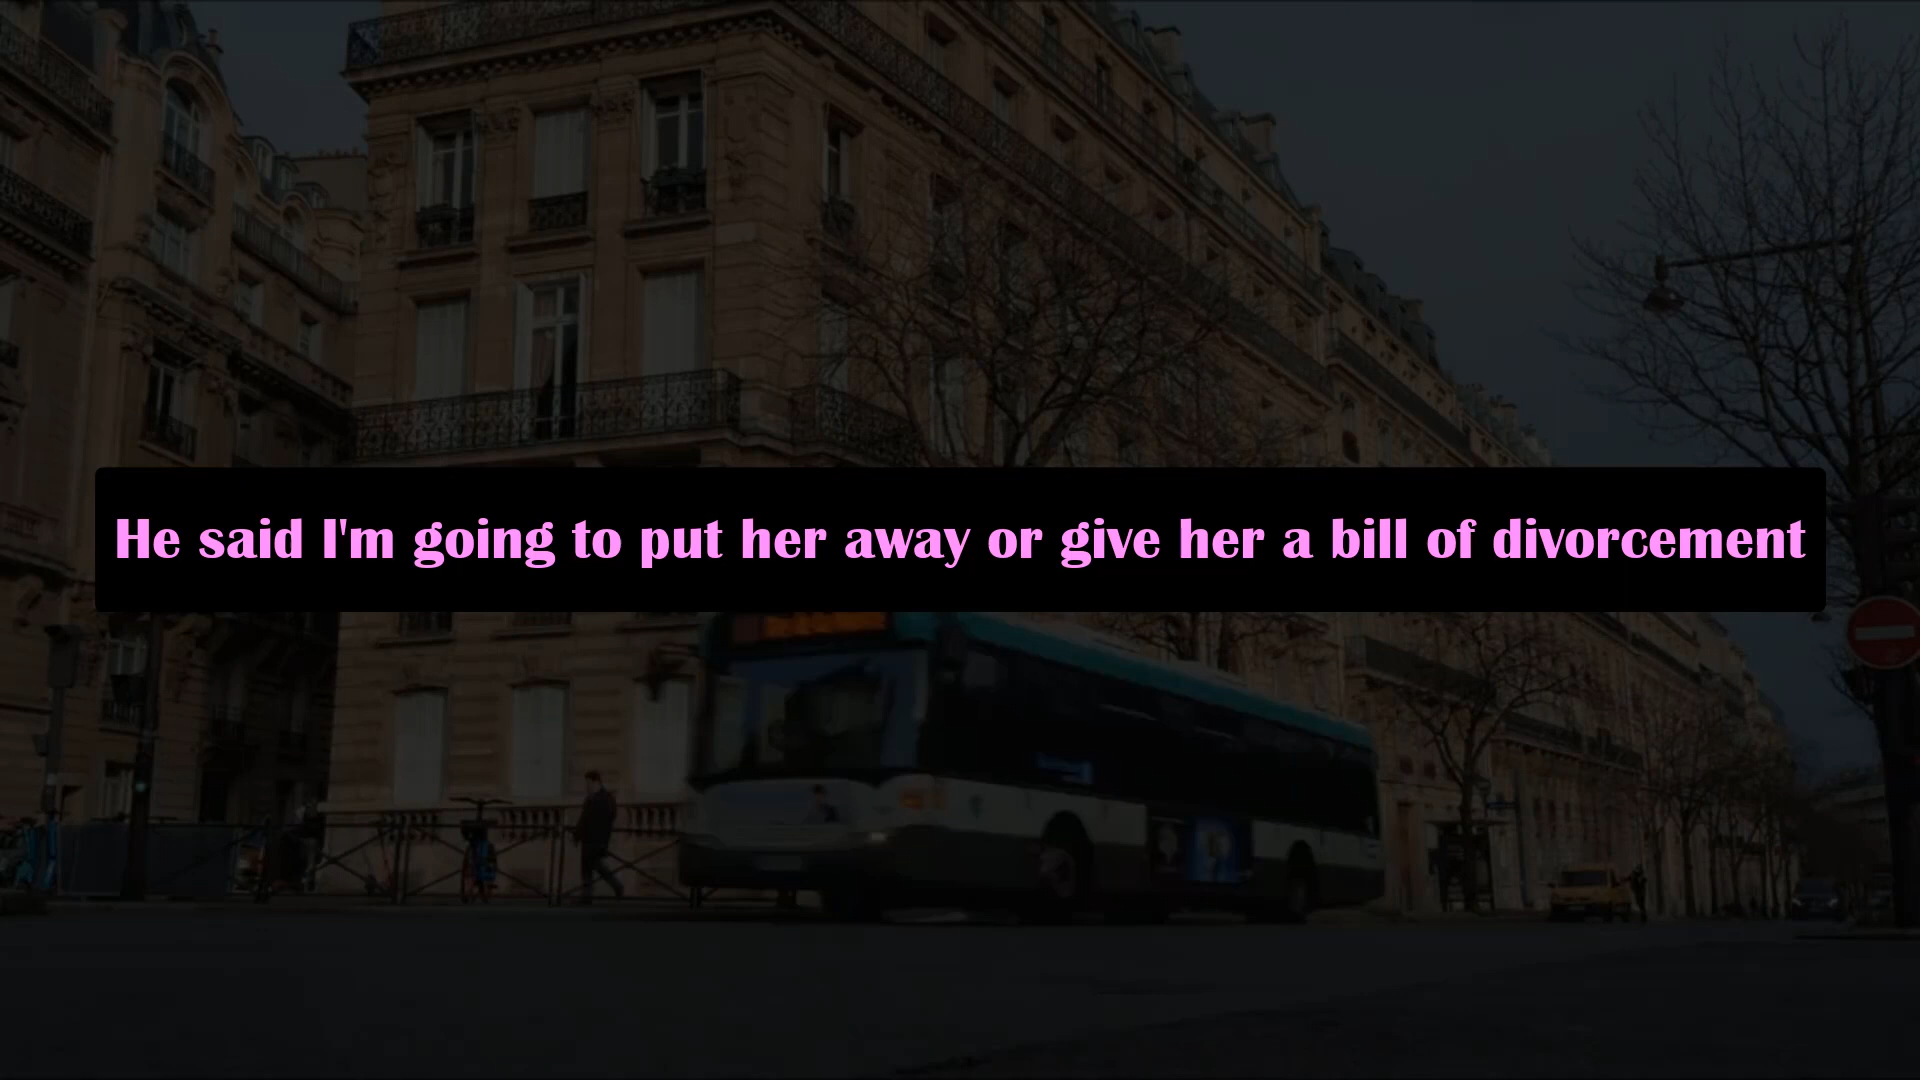 He said I'm going to put her away or give her a bill of divorcement